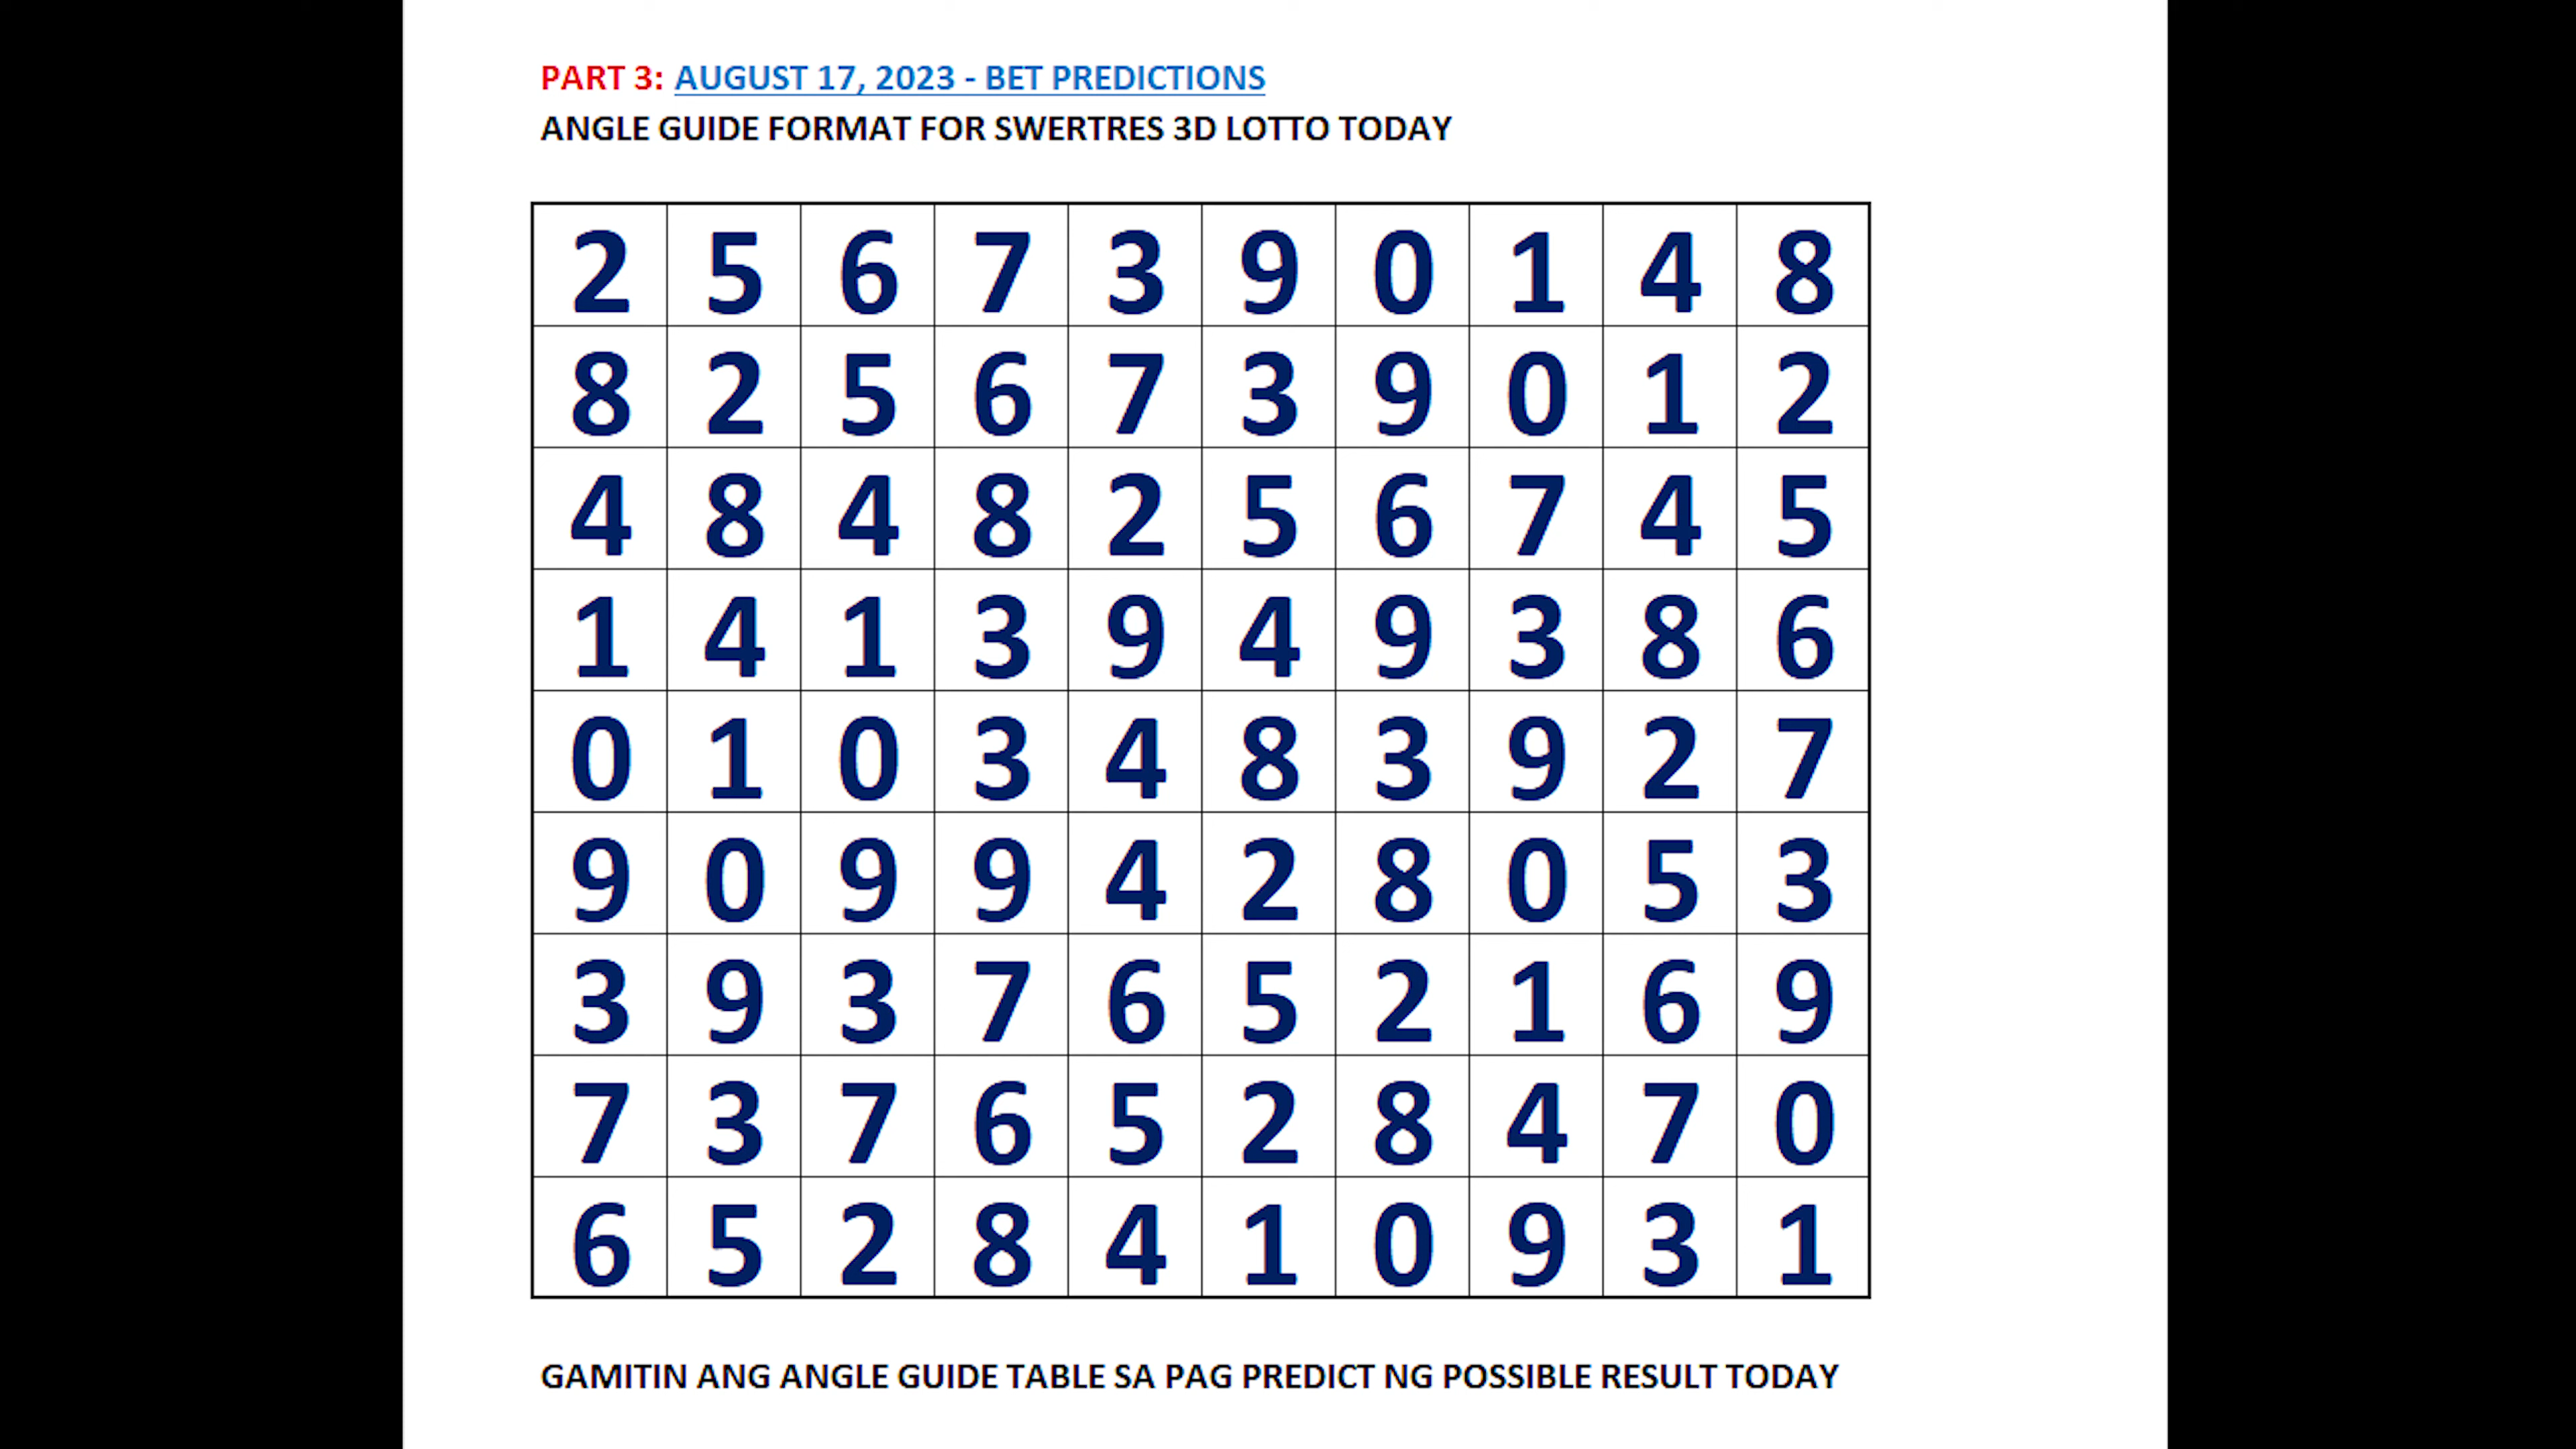 PART 3: AUGUST 17, 2023 - BET PREDICTIONS
ANGLE GUIDE FORMAT FOR SWERTRES 3D LOTTO TODAY
2 5 6 7 3 9 0 1 4 8
8 2 5 6 7 3 9 0 1 2
4 8 4 8 2 5 6 7 4 5
1 4 1 3 9 4 9 3 8 6
0 1 0 3 4 8 3 9 2 7
9 0 9 9 4 2 8 0 5 3
3 9 3 7 6 5 2 1 6 9
7 3 7 6 5 2 8 4 7 0
6 5 2 8 4 1 0 9 3 1
GAMITIN ANG ANGLE GUIDE TABLE SA PAG PREDICT NG POSSIBLE RESULT TODAY